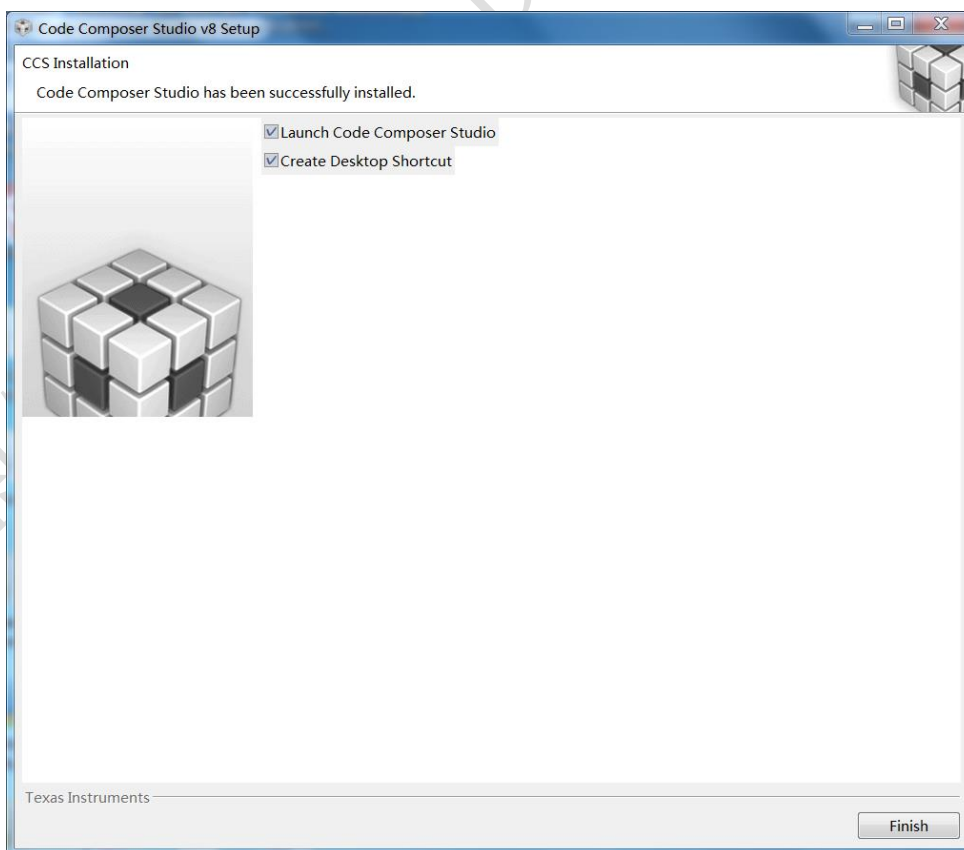 Code Composer Studio v8 Setup
CCS Installation
Code Composer Studio has been successfully installed.
Launch Code Composer Studio
Create Desktop Shortcut
Texas Instruments
Finish